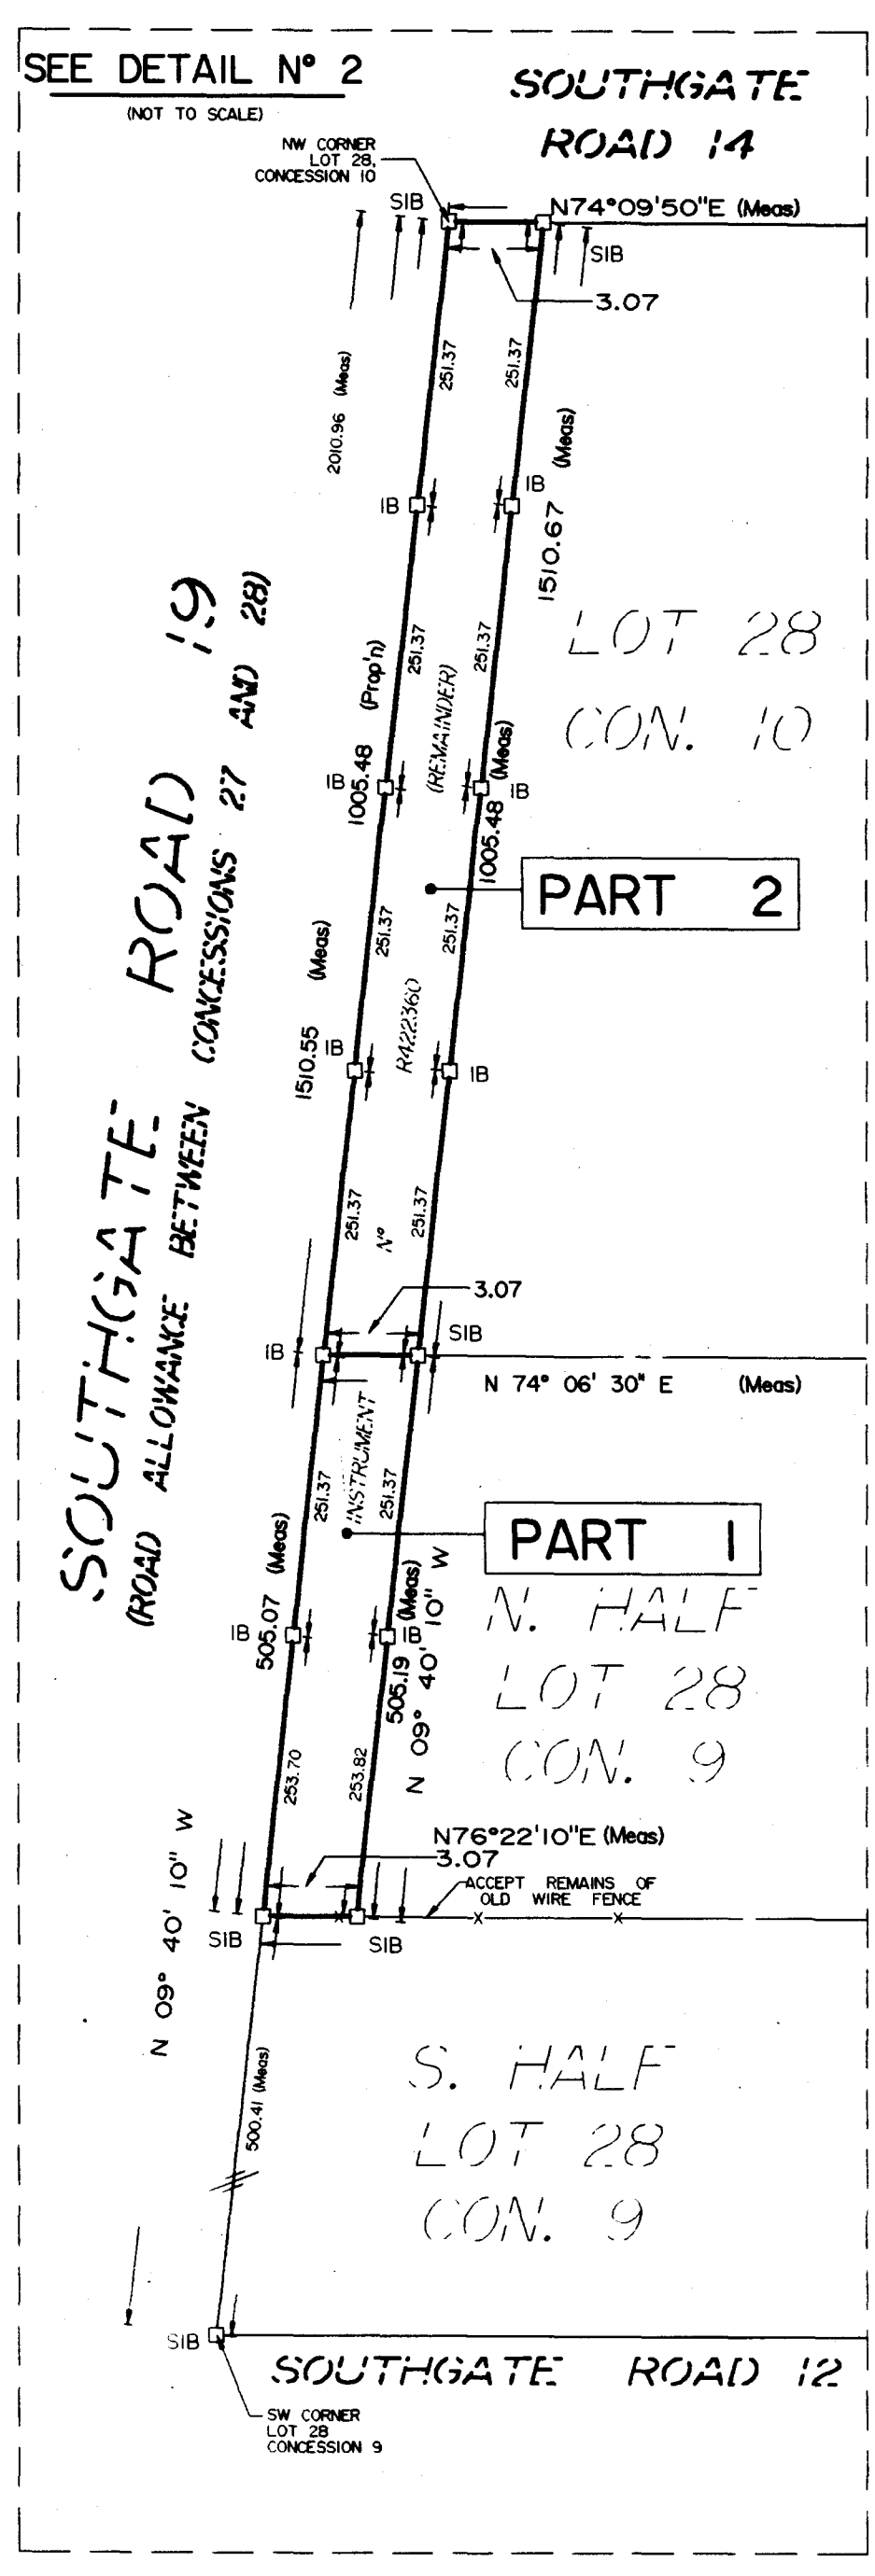 SEE DETAIL Nº 2
(NOT TO SCALE)
SOUTHGATE
ROAD 14
NW CORNER
LOT 28,
CONCESSION 10
SIB
N74°09'50"E (Meas)
SIB
3.07
251.37
251.37
2010.96 (Meas)
(Meas)
1510.67
IB
IB
LOT 28
CON. 10
251.37
251.37
(REMAINDER)
(Prop'n)
1005.48
(Meas)
1005.48
IB
IB
PART 2
SOUTHGATE ROAD 19
(ROAD ALLOWANCE BETWEEN CONCESSIONS 27 AND 28)
251.37
251.37
(Meas)
1510.55
R422360
IB
IB
251.37
251.37
Nº
3.07
IB
SIB
N 74° 06' 30" E (Meas)
INSTRUMENT
251.37
251.37
PART 1
N. HALF
LOT 28
CON. 9
(Meas)
505.07
(Meas)
505.19
N 09° 40' 10" W
IB
IB
253.70
253.82
N76°22'10"E (Meas)
3.07
ACCEPT REMAINS OF
OLD WIRE FENCE
N 09° 40' 10" W
SIB
SIB
500.41 (Meas)
S. HALF
LOT 28
CON. 9
SIB
SOUTHGATE ROAD 12
SW CORNER
LOT 28
CONCESSION 9